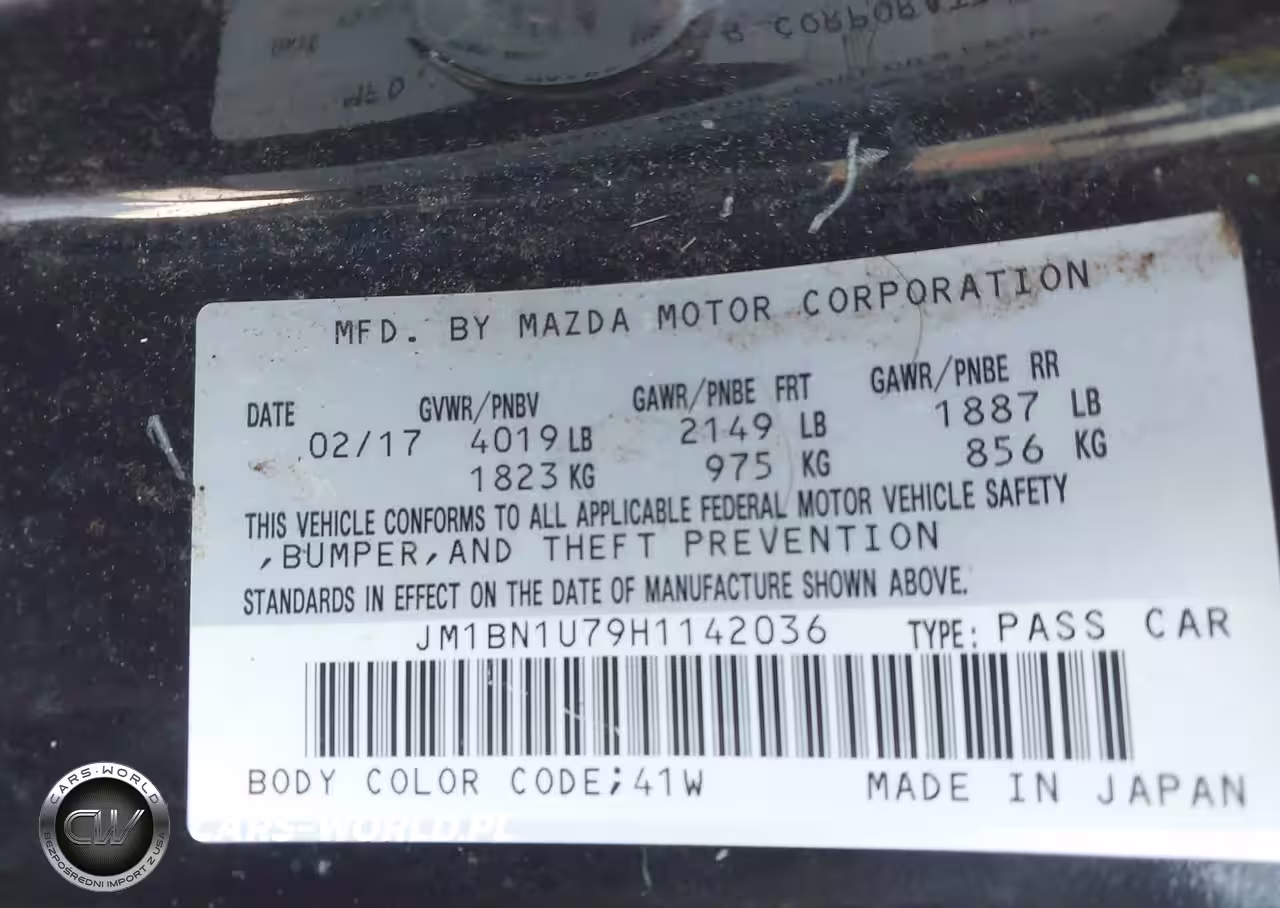 MFD. BY MAZDA MOTOR CORPORATION
DATE GVWR/PNBV GAWR/PNBE FRT GAWR/PNBE RR
02/17 4019 LB 2149 LB 1887 LB
1823 KG 975 KG 856 KG
THIS VEHICLE CONFORMS TO ALL APPLICABLE FEDERAL MOTOR VEHICLE SAFETY
,BUMPER,AND THEFT PREVENTION
STANDARDS IN EFFECT ON THE DATE OF MANUFACTURE SHOWN ABOVE.
JM1BN1U79H1142036 TYPE: PASS CAR
BODY COLOR CODE;41W MADE IN JAPAN
CARS-WORLD.PL
CARS-WORLD
CW
BEZPOŚREDNI IMPORT Z USA